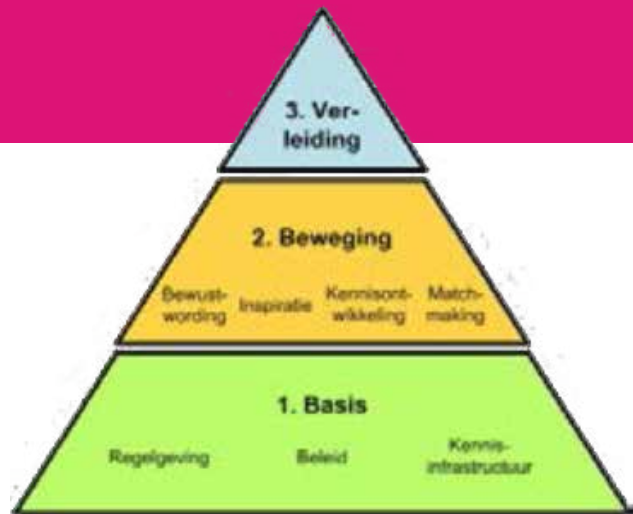 3. Ver-
leiding
2. Beweging
Bewust-
wording
Inspiratie
Kennisont-
wikkeling
Match-
making
1. Basis
Regelgeving
Beleid
Kennis-
infrastructuur